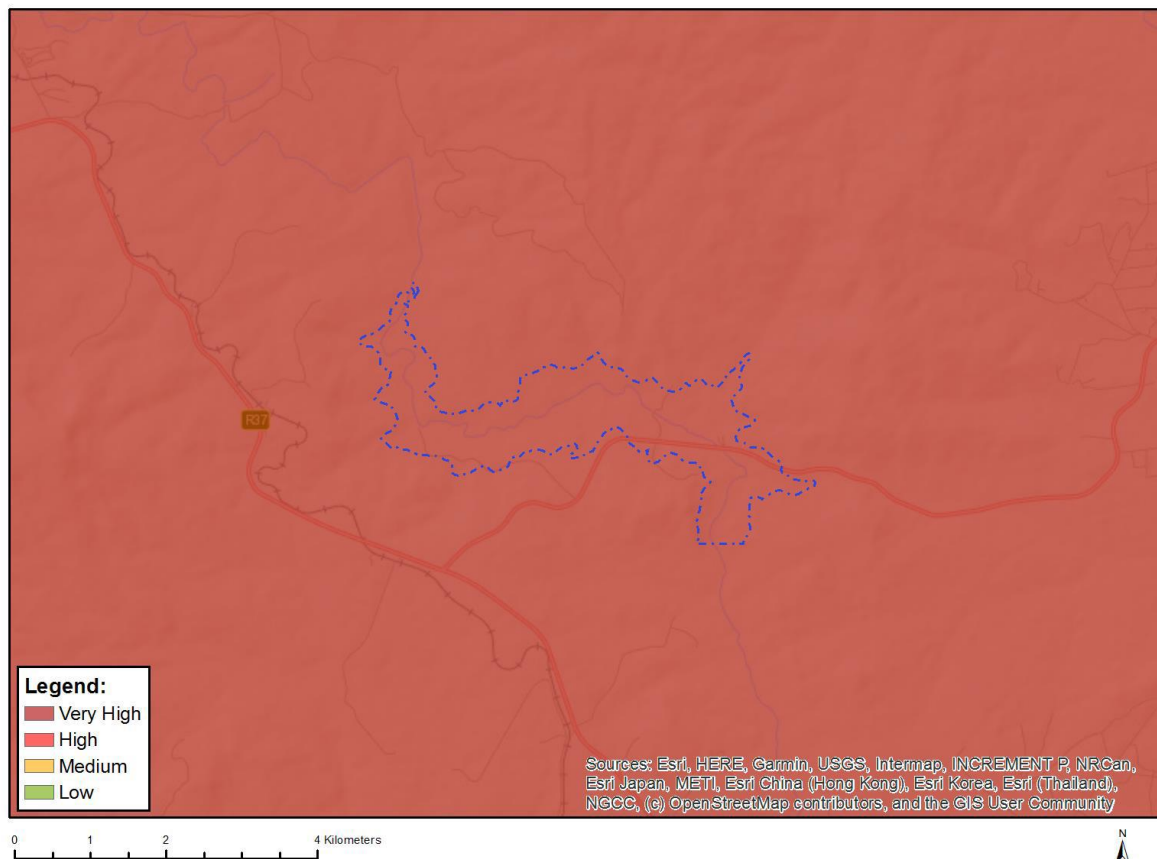 R37
Legend:
Very High
High
Medium
Low
Sources: Esri, HERE, Garmin, USGS, Intermap, INCREMENT P, NRCan,
Esri Japan, METI, Esri China (Hong Kong), Esri Korea, Esri (Thailand),
NGCC, (c) OpenStreetMap contributors, and the GIS User Community
0 1 2 4 Kilometers
N